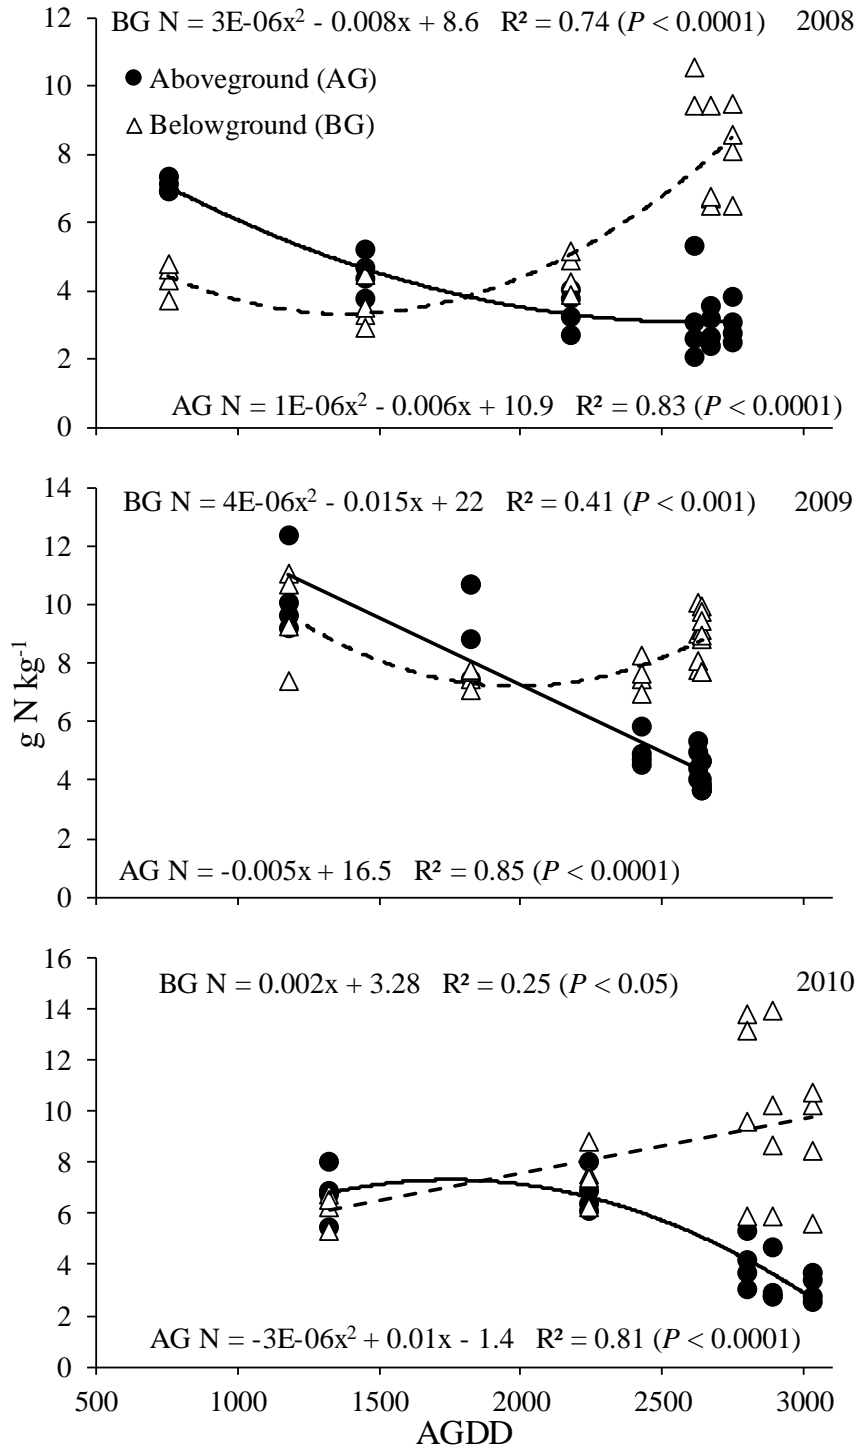 BG N = 3E-06x² - 0.008x + 8.6 R² = 0.74 (P < 0.0001) 2008
Aboveground (AG)
Belowground (BG)
12
10
8
6
4
2
0
AG N = 1E-06x² - 0.006x + 10.9 R² = 0.83 (P < 0.0001)
BG N = 4E-06x² - 0.015x + 22 R² = 0.41 (P < 0.001) 2009
14
12
10
8
6
4
2
0
g N kg⁻¹
AG N = -0.005x + 16.5 R² = 0.85 (P < 0.0001)
BG N = 0.002x + 3.28 R² = 0.25 (P < 0.05) 2010
16
14
12
10
8
6
4
2
0
AG N = -3E-06x² + 0.01x - 1.4 R² = 0.81 (P < 0.0001)
500 1000 1500 2000 2500 3000
AGDD